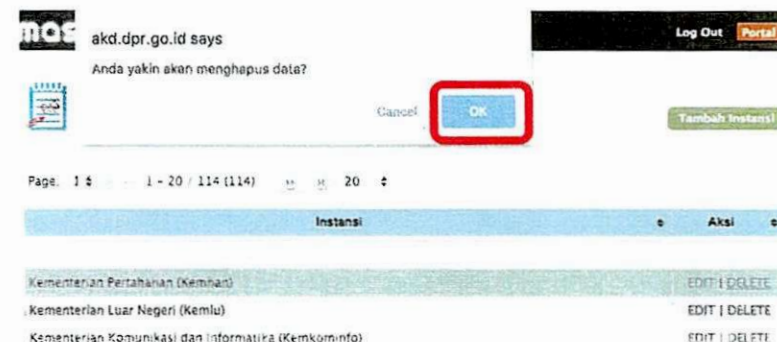 mas
akd.dpr.go.id says
Log Out Portal
Anda yakin akan menghapus data?
Cancel OK
Tambah Instansi
Page: 1 1 - 20 / 114 (114) 20
Instansi Aksi
Kementerian Pertahanan (Kemhan) EDIT | DELETE
Kementerian Luar Negeri (Kemlu) EDIT | DELETE
Kementerian Komunikasi dan Informatika (Kemkominfo) EDIT | DELETE